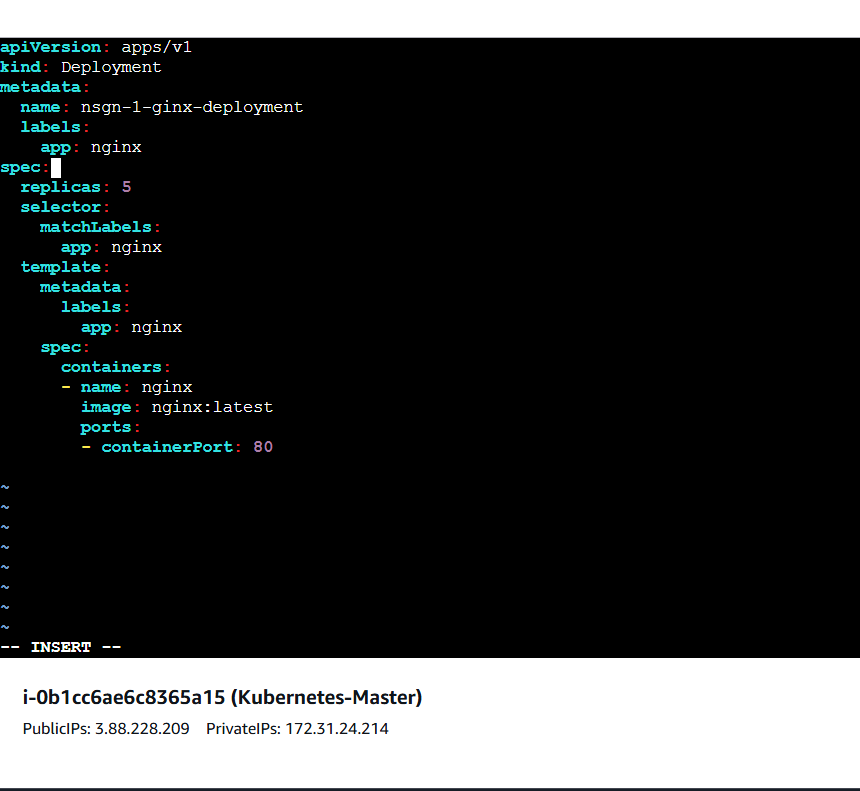 apiVersion: apps/v1
kind: Deployment
metadata:
  name: nsgn-1-ginx-deployment
  labels:
    app: nginx
spec:
  replicas: 5
  selector:
    matchLabels:
      app: nginx
  template:
    metadata:
      labels:
        app: nginx
    spec:
      containers:
      - name: nginx
        image: nginx:latest
        ports:
        - containerPort: 80

~
~
~
~
~
~
~
~
-- INSERT --
i-0b1cc6ae6c8365a15 (Kubernetes-Master)
PublicIPs: 3.88.228.209    PrivateIPs: 172.31.24.214